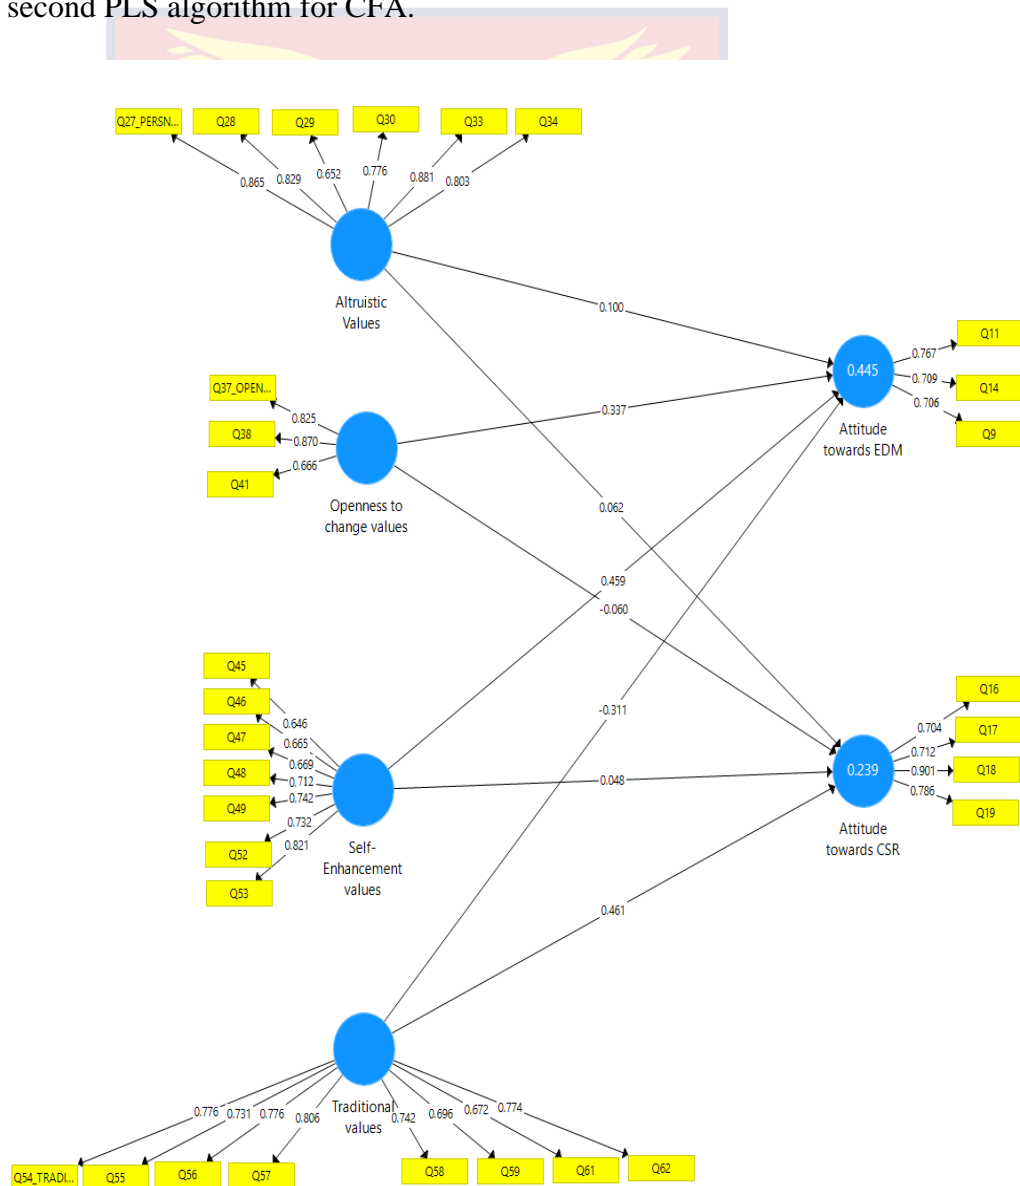 second PLS algorithm for CFA.
Q27_PERSN...
Q28
Q29
Q30
Q33
Q34
0.865
0.829
0.652
0.776
0.881
0.803
Altruistic
Values
0.100
0.062
Q11
Q14
Q9
0.767
0.709
0.706
0.445
Attitude
towards EDM
Q37_OPEN...
Q38
Q41
0.825
0.870
0.666
Openness to
change values
0.337
-0.060
Q45
Q46
Q47
Q48
Q49
Q52
Q53
0.646
0.665
0.669
0.712
0.742
0.732
0.821
Self-
Enhancement
values
0.459
0.048
Q16
Q17
Q18
Q19
0.704
0.712
0.901
0.786
0.239
Attitude
towards CSR
-0.311
0.461
Traditional
values
0.776
0.731
0.776
0.806
0.742
0.696
0.672
0.774
Q54_TRADI...
Q55
Q56
Q57
Q58
Q59
Q61
Q62